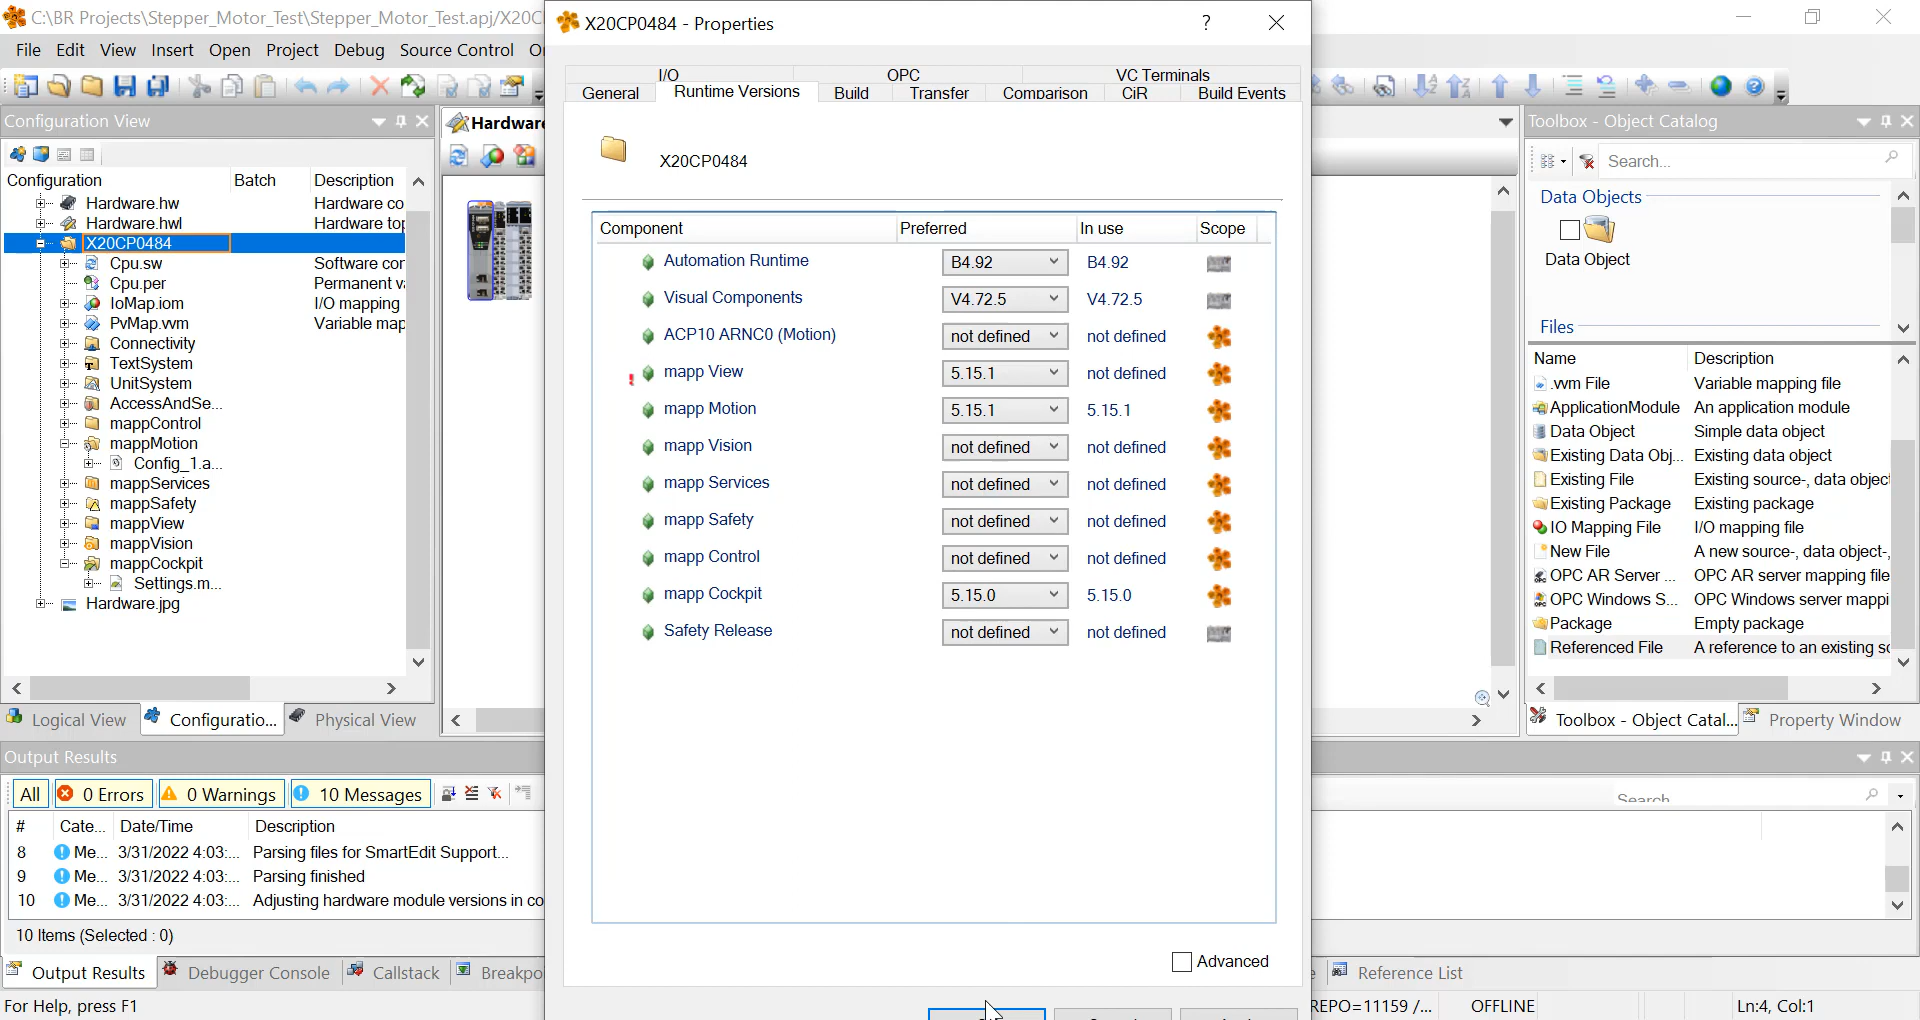 C:\BR Projects\Stepper_Motor_Test\Stepper_Motor_Test.apj/X20C
File Edit View Insert Open Project Debug Source Control
Configuration View
Configuration Batch Description
Hardware.hw Hardware co
Hardware.hwl Hardware top
X20CP0484
Cpu.sw Software cor
Cpu.per Permanent va
IoMap.iom I/O mapping
PvMap.vvm Variable map
Connectivity
TextSystem
UnitSystem
AccessAndSe...
mappControl
mappMotion
Config_1.a...
mappServices
mappSafety
mappView
mappVision
mappCockpit
Settings.m...
Hardware.jpg
Logical View Configuratio... Physical View
Hardware
X20CP0484 - Properties ?
I/O OPC VC Terminals
General Runtime Versions Build Transfer Comparison CiR Build Events
X20CP0484
Component Preferred In use Scope
Automation Runtime B4.92 B4.92
Visual Components V4.72.5 V4.72.5
ACP10 ARNC0 (Motion) not defined not defined
! mapp View 5.15.1 not defined
mapp Motion 5.15.1 5.15.1
mapp Vision not defined not defined
mapp Services not defined not defined
mapp Safety not defined not defined
mapp Control not defined not defined
mapp Cockpit 5.15.0 5.15.0
Safety Release not defined not defined
Advanced
Toolbox - Object Catalog
Search...
Data Objects
Data Object
Files
Name Description
.vvm File Variable mapping file
ApplicationModule An application module
Data Object Simple data object
Existing Data Obj... Existing data object
Existing File Existing source-, data object
Existing Package Existing package
IO Mapping File I/O mapping file
New File A new source-, data object-,
OPC AR Server ... OPC AR server mapping file
OPC Windows S... OPC Windows server mappi
Package Empty package
Referenced File A reference to an existing so
Toolbox - Object Catal... Property Window
Output Results
All 0 Errors 0 Warnings 10 Messages
Search
# Cate... Date/Time Description
8 Me... 3/31/2022 4:03:... Parsing files for SmartEdit Support...
9 Me... 3/31/2022 4:03:... Parsing finished
10 Me... 3/31/2022 4:03:... Adjusting hardware module versions in co
10 Items (Selected : 0)
Output Results Debugger Console Callstack Breakpo
Reference List
For Help, press F1
REPO=11159 /... OFFLINE Ln:4, Col:1